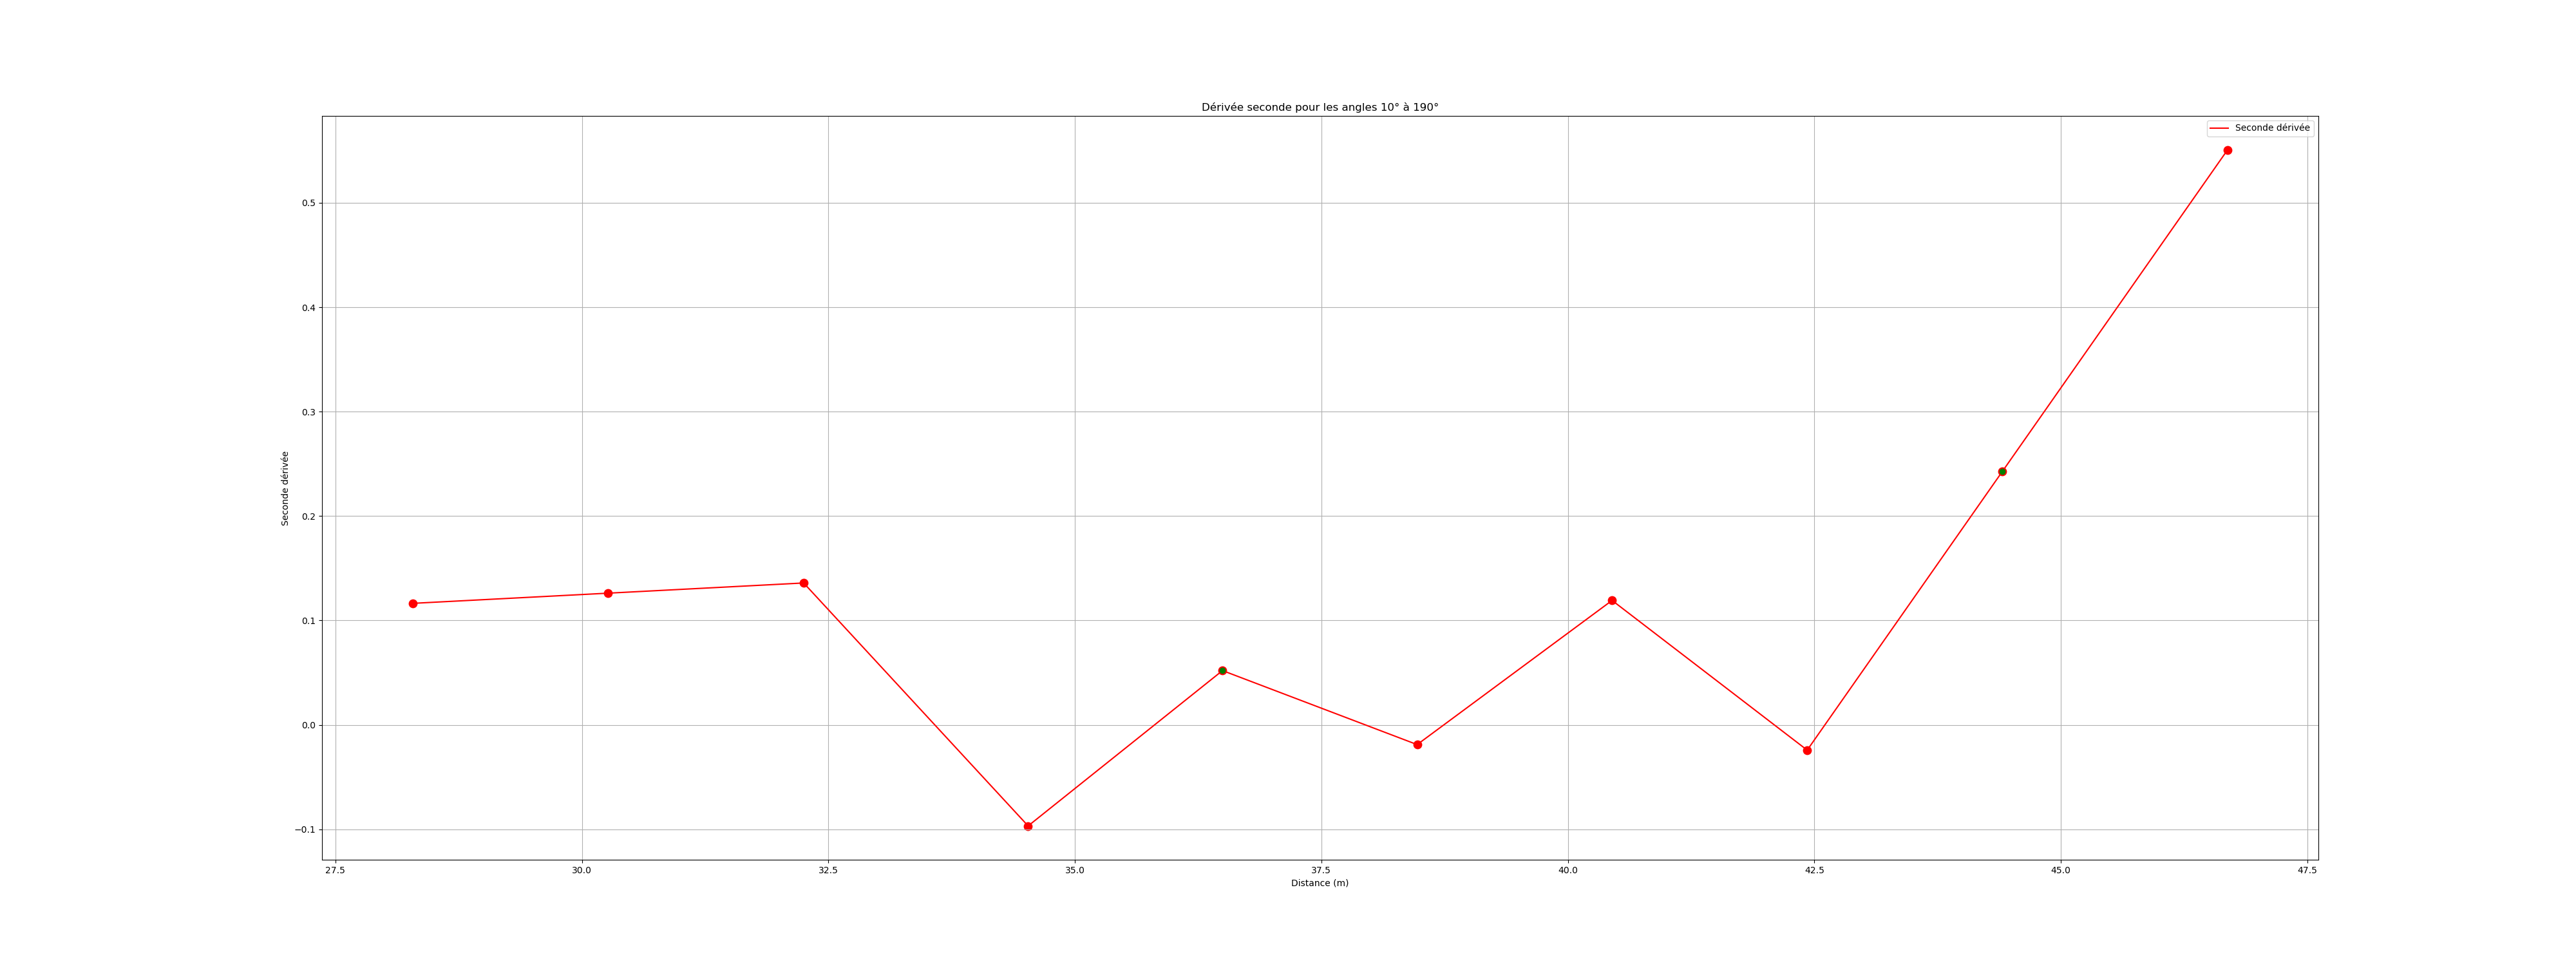 Dérivée seconde pour les angles 10° à 190°
Seconde dérivée
Seconde dérivée
0.5
0.4
0.3
0.2
0.1
0.0
−0.1
27.5 30.0 32.5 35.0 37.5 40.0 42.5 45.0 47.5
Distance (m)